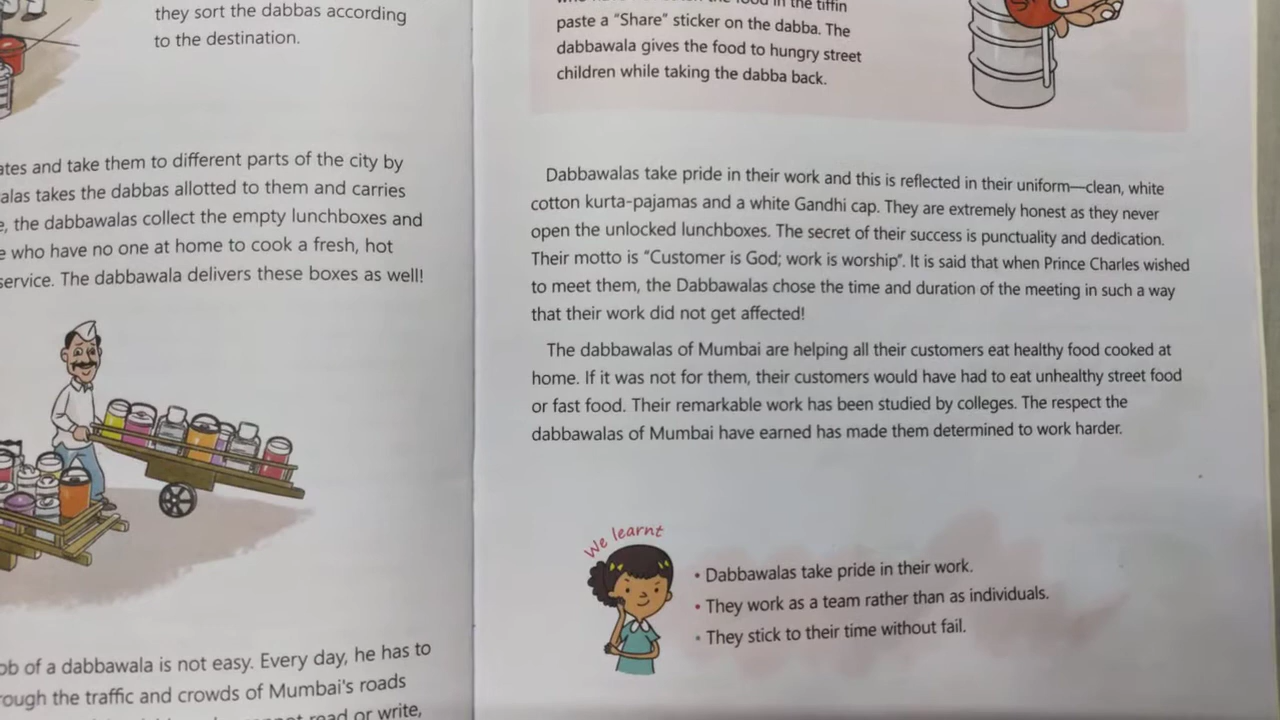 they sort the dabbas according
to the destination.
ates and take them to different parts of the city by
alas takes the dabbas allotted to them and carries
e, the dabbawalas collect the empty lunchboxes and
e who have no one at home to cook a fresh, hot
service. The dabbawala delivers these boxes as well!
ob of a dabbawala is not easy. Every day, he has to
rough the traffic and crowds of Mumbai's roads
read or write,
the food in the tiffin
paste a “Share” sticker on the dabba. The
dabbawala gives the food to hungry street
children while taking the dabba back.
Dabbawalas take pride in their work and this is reflected in their uniform—clean, white
cotton kurta-pajamas and a white Gandhi cap. They are extremely honest as they never
open the unlocked lunchboxes. The secret of their success is punctuality and dedication.
Their motto is “Customer is God; work is worship”. It is said that when Prince Charles wished
to meet them, the Dabbawalas chose the time and duration of the meeting in such a way
that their work did not get affected!
The dabbawalas of Mumbai are helping all their customers eat healthy food cooked at
home. If it was not for them, their customers would have had to eat unhealthy street food
or fast food. Their remarkable work has been studied by colleges. The respect the
dabbawalas of Mumbai have earned has made them determined to work harder.
We learnt
• Dabbawalas take pride in their work.
• They work as a team rather than as individuals.
• They stick to their time without fail.